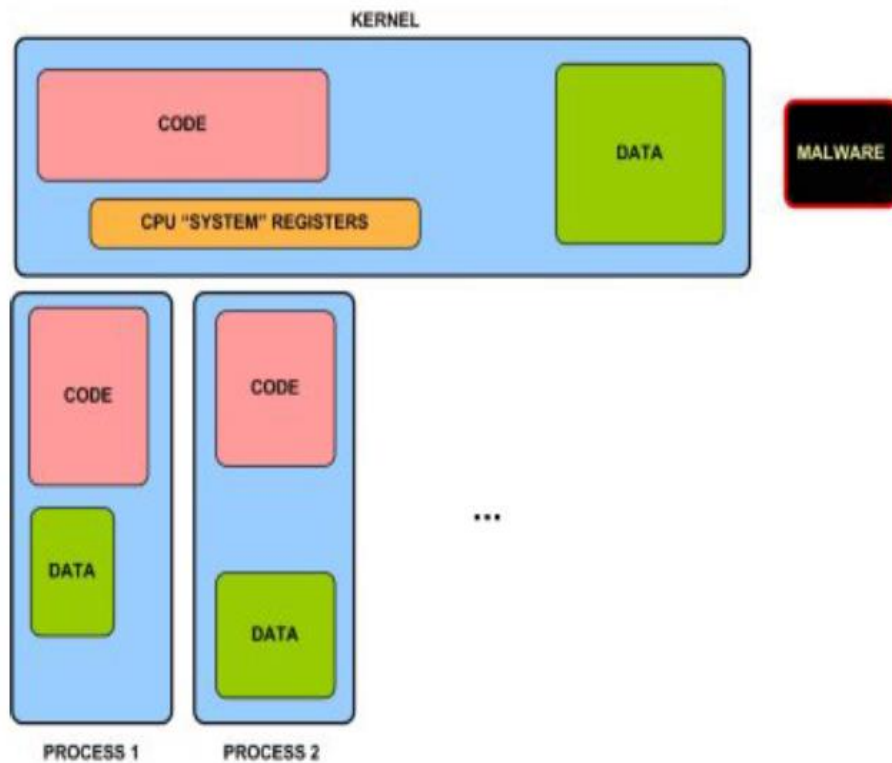 KERNEL
CODE
DATA
MALWARE
CPU "SYSTEM" REGISTERS
CODE
CODE
...
DATA
DATA
PROCESS 1
PROCESS 2